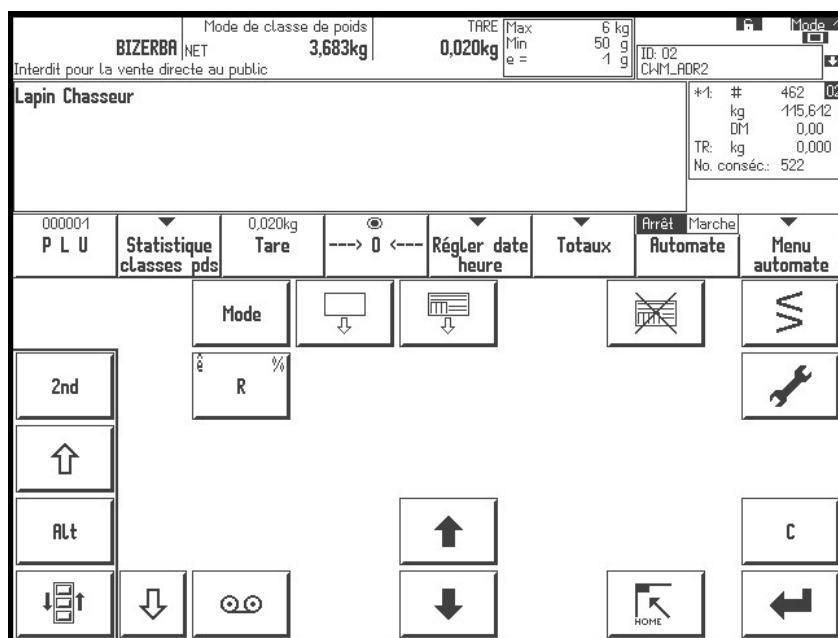 Mode de classe de poids
BIZERBA NET 3,683kg
Interdit pour la vente directe au public
TARE
0,020kg
Max 6 kg
Min 50 g
e = 1 g
Mode 1
ID: 02
CWM_ADR2
Lapin Chasseur
*1: # 462 02
kg 115,612
DM 0,00
TR: kg 0,000
No. conséc.: 522
000001
P L U
Statistique
classes pds
0,020kg
Tare
---> 0 <---
Régler date
heure
Totaux
Arrêt Marche
Automate
Menu
automate
Mode
2nd
ê %
R
Alt
C
HOME